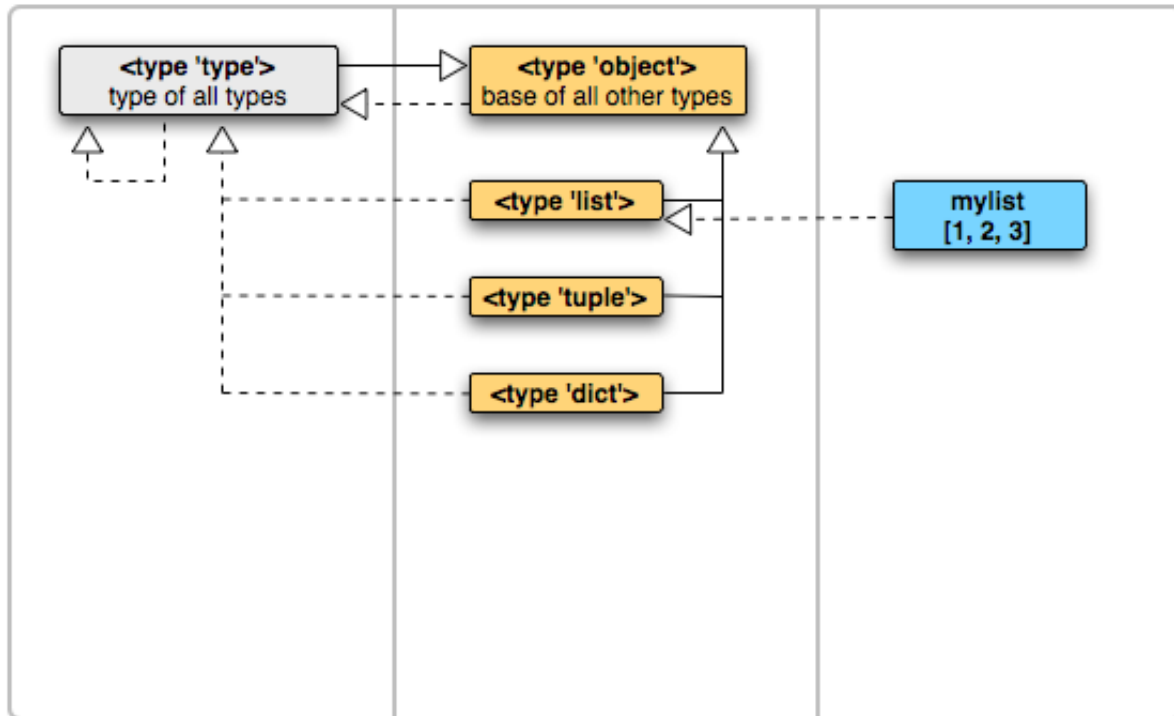 <type 'type'>
type of all types
<type 'object'>
base of all other types
<type 'list'>
mylist
[1, 2, 3]
<type 'tuple'>
<type 'dict'>